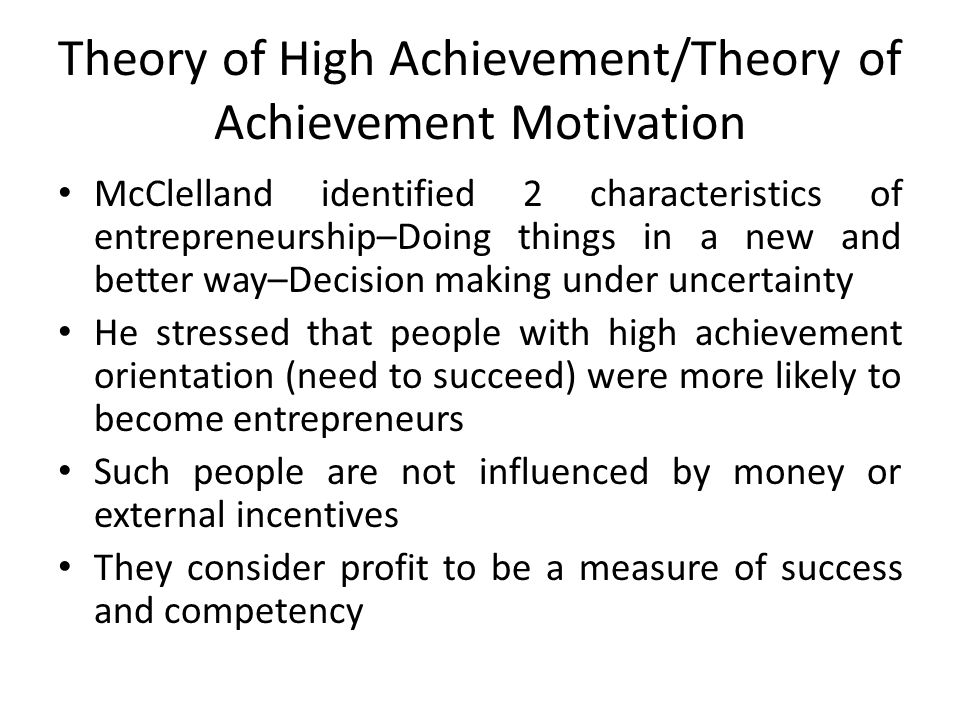 Theory of High Achievement/Theory of
Achievement Motivation
• McClelland identified 2 characteristics of
entrepreneurship–Doing things in a new and
better way–Decision making under uncertainty
• He stressed that people with high achievement
orientation (need to succeed) were more likely to
become entrepreneurs
• Such people are not influenced by money or
external incentives
• They consider profit to be a measure of success
and competency